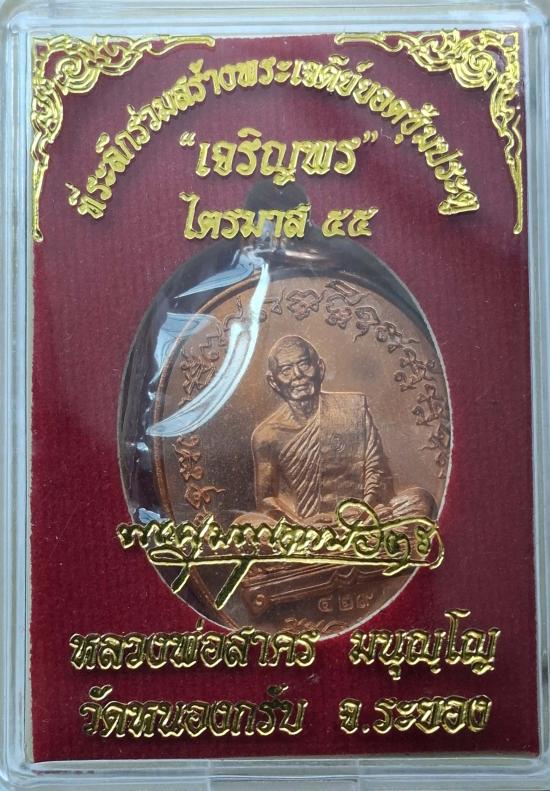 ที่ระลึกร่วมสร้างพระเจดีย์ยอดซุ้มประตู
“เจริญพร”
ไตรมาส ๕๕
๔๒๙
หลวงพ่อสาคร มนุญฺโญ
วัดหนองกรับ จ.ระยอง